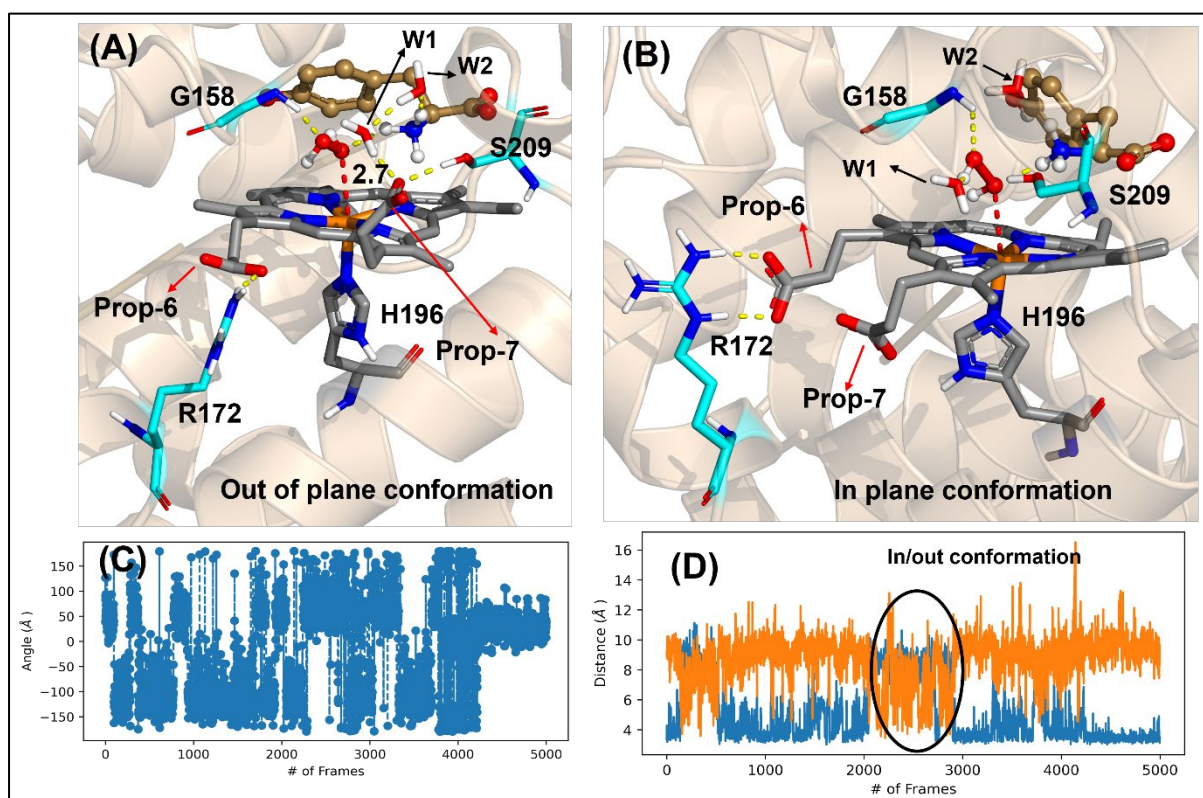 (A)
W1
W2
G158
S209
2.7
Prop-6
H196
Prop-7
R172
Out of plane conformation
(B)
W2
G158
W1
S209
Prop-6
R172
H196
Prop-7
In plane conformation
(C)
Angle (Å)
150
100
50
0
−50
−100
−150
0 1000 2000 3000 4000 5000
# of Frames
(D)
In/out conformation
Distance (Å)
16
14
12
10
8
6
4
0 1000 2000 3000 4000 5000
# of Frames